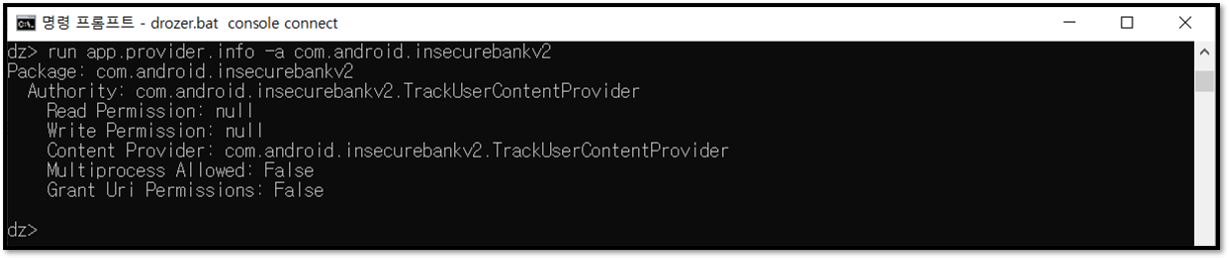 명령 프롬프트 - drozer.bat  console connect
dz> run app.provider.info -a com.android.insecurebankv2
Package: com.android.insecurebankv2
  Authority: com.android.insecurebankv2.TrackUserContentProvider
    Read Permission: null
    Write Permission: null
    Content Provider: com.android.insecurebankv2.TrackUserContentProvider
    Multiprocess Allowed: False
    Grant Uri Permissions: False
dz>